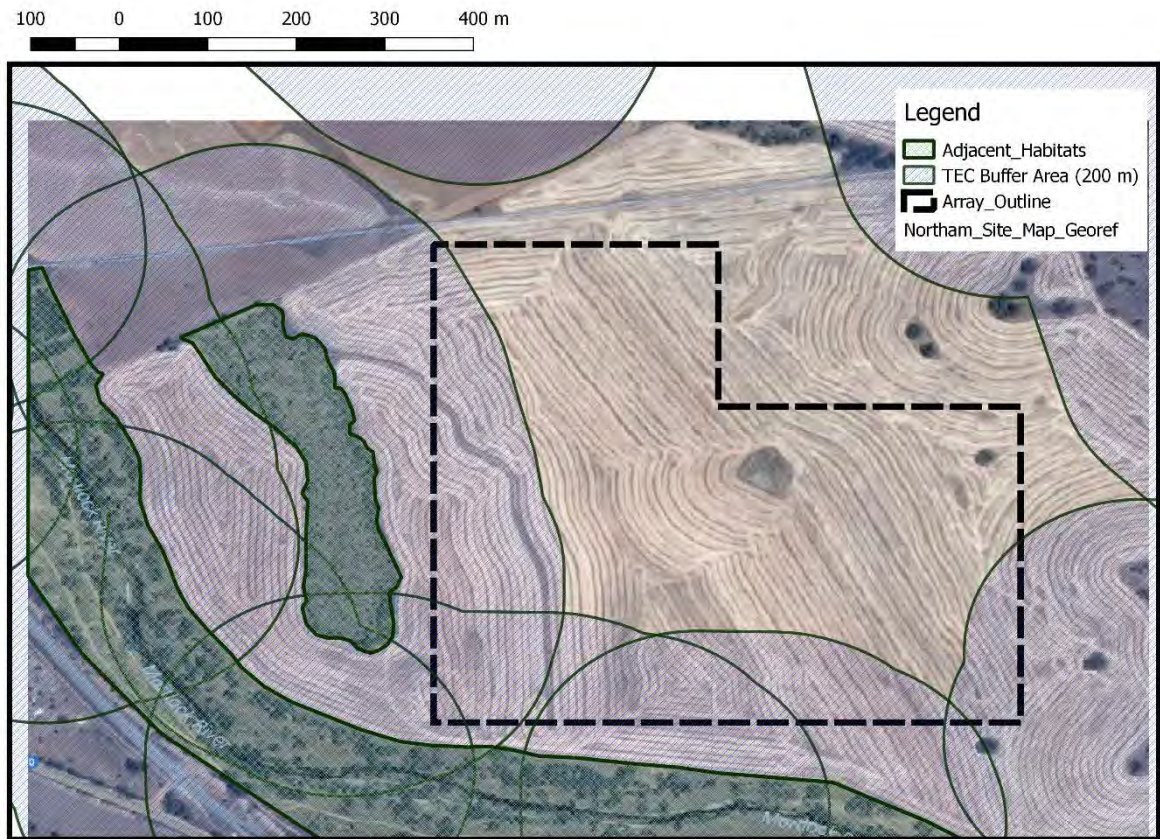 100 0 100 200 300 400 m
Legend
Adjacent_Habitats
TEC Buffer Area (200 m)
Array_Outline
Northam_Site_Map_Georef